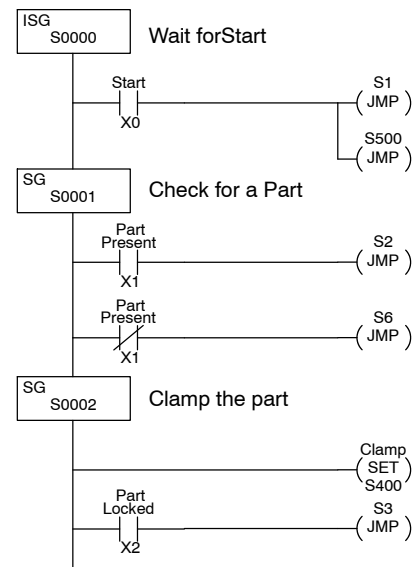 ISG
S0000
Wait forStart
Start
X0
S1
JMP
S500
JMP
SG
S0001
Check for a Part
Part
Present
X1
S2
JMP
Part
Present
X1
S6
JMP
SG
S0002
Clamp the part
Clamp
SET
S400
Part
Locked
X2
S3
JMP